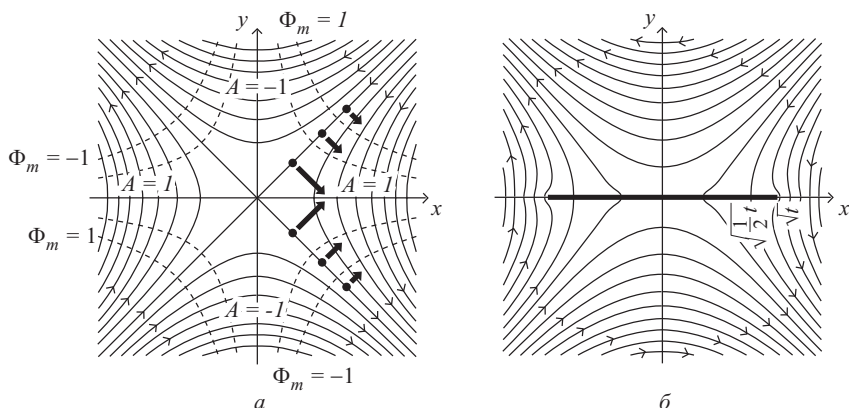 y
Φm = 1
A = –1
Φm = –1
A = 1
A = 1
x
Φm = 1
A = -1
Φm = –1
а
y
x
√1/2 t
√t
б